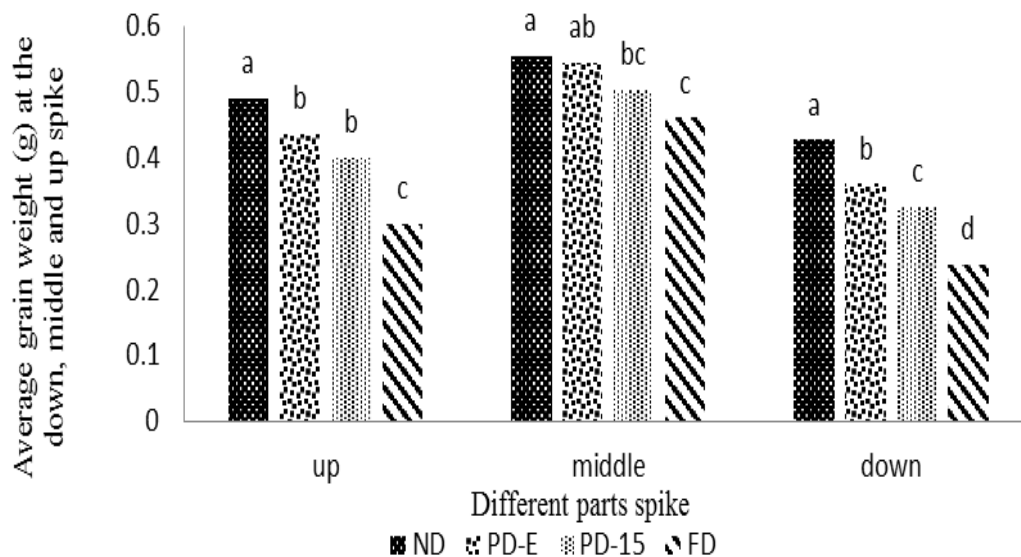 Average grain weight (g) at the
down, middle and up spike
0.6
0.5
0.4
0.3
0.2
0.1
0
a
b
b
c
a
ab
bc
c
a
b
c
d
up middle down
Different parts spike
ND PD-E PD-15 FD